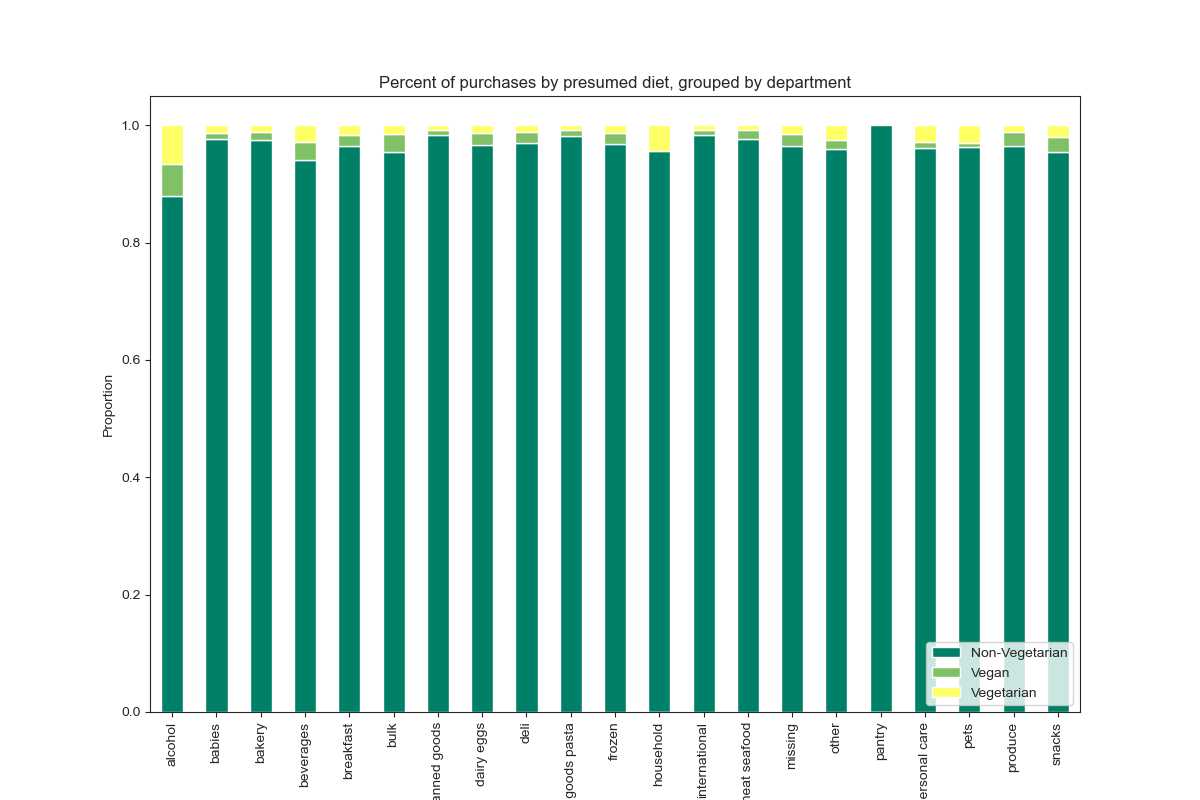 Percent of purchases by presumed diet, grouped by department
Proportion
1.0
0.8
0.6
0.4
0.2
0.0
Non-Vegetarian
Vegan
Vegetarian
alcohol
babies
bakery
beverages
breakfast
bulk
anned goods
dairy eggs
deli
goods pasta
frozen
household
international
neat seafood
missing
other
pantry
ersonal care
pets
produce
snacks